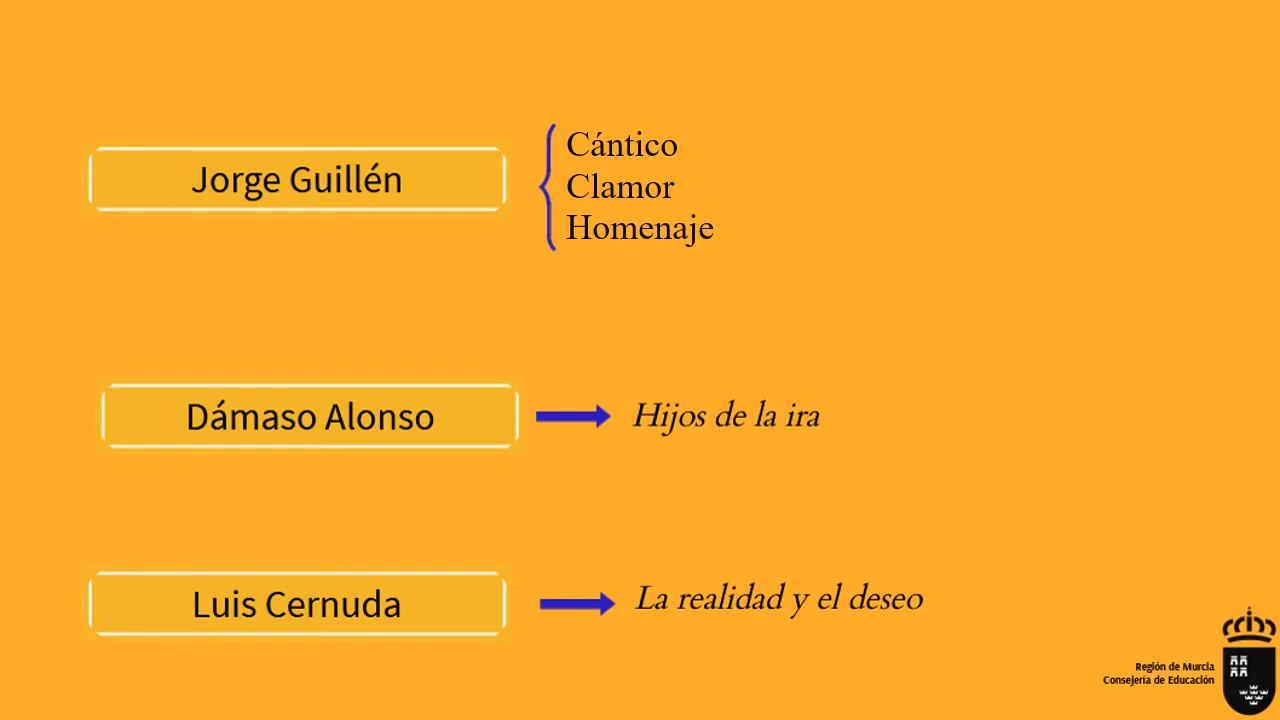 Jorge Guillén
Cántico
Clamor
Homenaje
Dámaso Alonso
Hijos de la ira
Luis Cernuda
La realidad y el deseo
Región de Murcia
Consejería de Educación